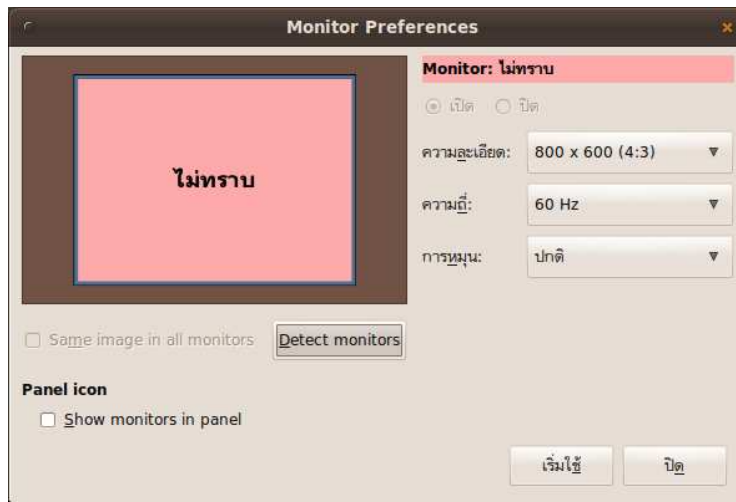 Monitor Preferences
ไม่ทราบ
Monitor: ไม่ทราบ
เปิด ปิด
ความละเอียด: 800 x 600 (4:3)
ความถี่: 60 Hz
การหมุน: ปกติ
Same image in all monitors
Detect monitors
Panel icon
Show monitors in panel
เริ่มใช้ ปิด